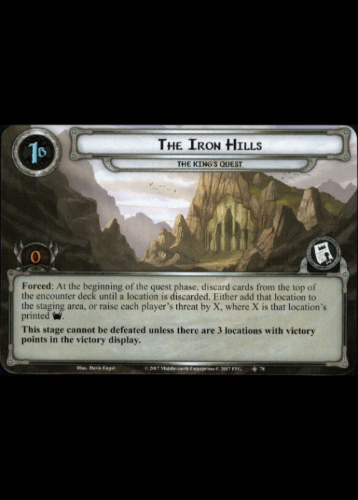 1B
THE IRON HILLS
THE KING'S QUEST
0
Forced: At the beginning of the quest phase, discard cards from the top of
the encounter deck until a location is discarded. Either add that location to
the staging area, or raise each player's threat by X, where X is that location's
printed .
This stage cannot be defeated unless there are 3 locations with victory
points in the victory display.
Illus. David Engel © 2017 Middle-earth Enterprises © 2017 FFG 78